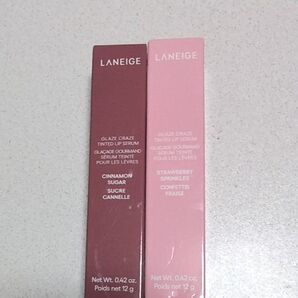 LANEIGE
GLAZE CRAZE
TINTED LIP SERUM
GLAÇAGE GOURMAND
SÉRUM TEINTÉ
POUR LES LÈVRES
CINNAMON
SUGAR
SUCRE
CANNELLE
Net Wt. 0.42 oz.
Poids net 12 g
LANEIGE
GLAZE CRAZE
TINTED LIP SERUM
GLAÇAGE GOURMAND
SÉRUM TEINTÉ
POUR LES LÈVRES
STRAWBERRY
SPRINKLES
CONFETTIS
FRAISE
Net Wt. 0.42 oz.
Poids net 12 g